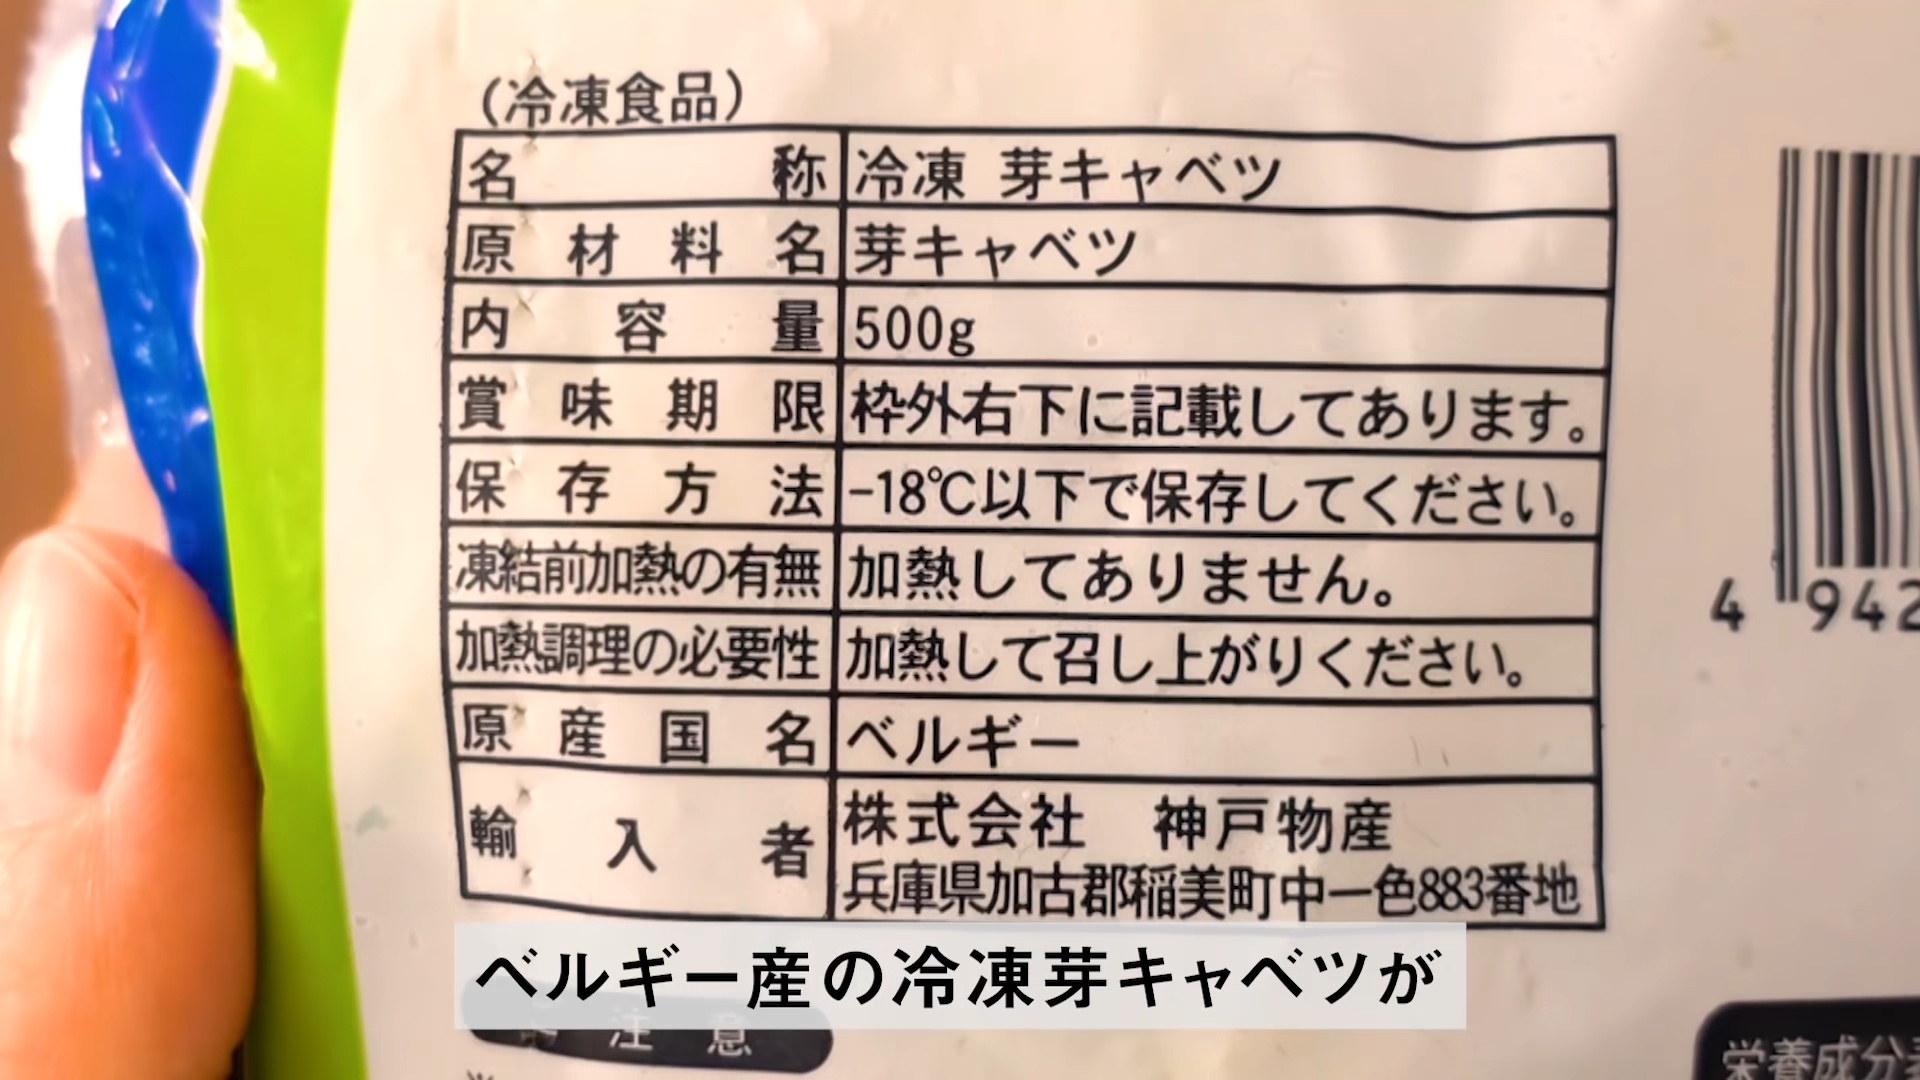 (冷凍食品)
名称 冷凍 芽キャベツ
原材料名 芽キャベツ
内容量 500g
賞味期限 枠外右下に記載してあります。
保存方法 -18℃以下で保存してください。
凍結前加熱の有無 加熱してありません。
加熱調理の必要性 加熱して召し上がりください。
原産国名 ベルギー
輸入者 株式会社 神戸物産
兵庫県加古郡稲美町中一色883番地
4 942
ベルギー産の冷凍芽キャベツが
注意
栄養成分